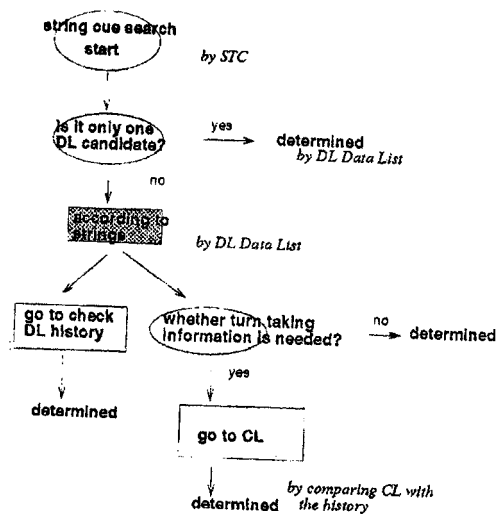 string cue search
start
by STC
is it only one
DL candidate?
yes
determined
by DL Data List
no
according to
strings
by DL Data List
go to check
DL history
whether turn taking
information is needed?
no
determined
yes
determined
go to CL
determined
by comparing CL with
the history